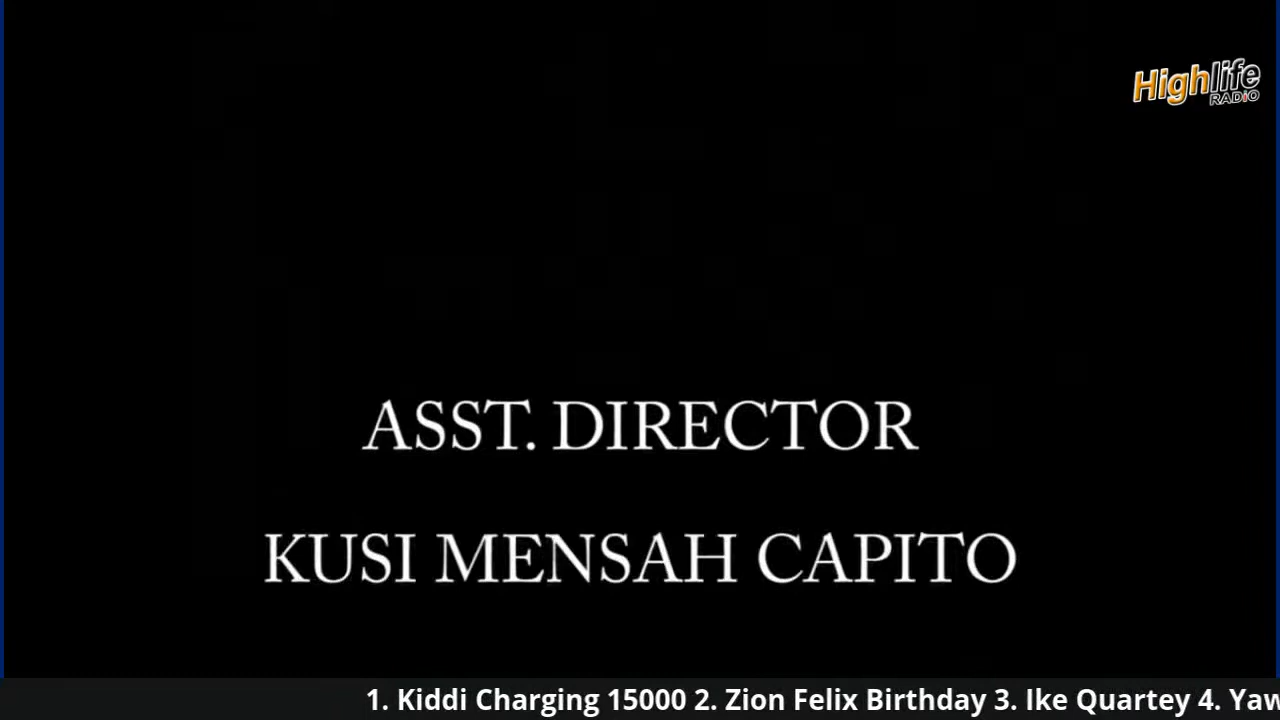 Highlife
RADIO
ASST. DIRECTOR
KUSI MENSAH CAPITO
1. Kiddi Charging 15000 2. Zion Felix Birthday 3. Ike Quartey 4. Yaw